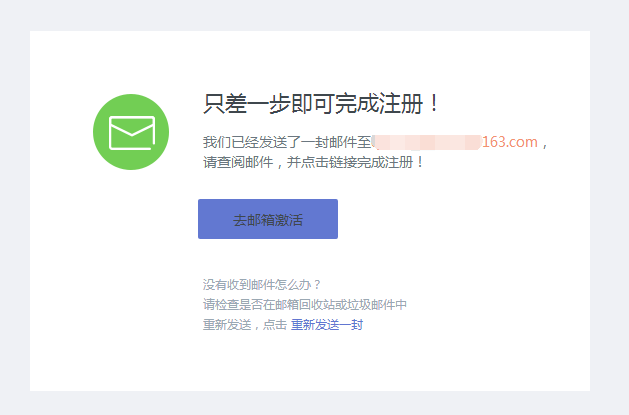 只差一步即可完成注册！
我们已经发送了一封邮件至163.com，
请查阅邮件，并点击链接完成注册！
去邮箱激活
没有收到邮件怎么办？
请检查是否在邮箱回收站或垃圾邮件中
重新发送，点击 重新发送一封